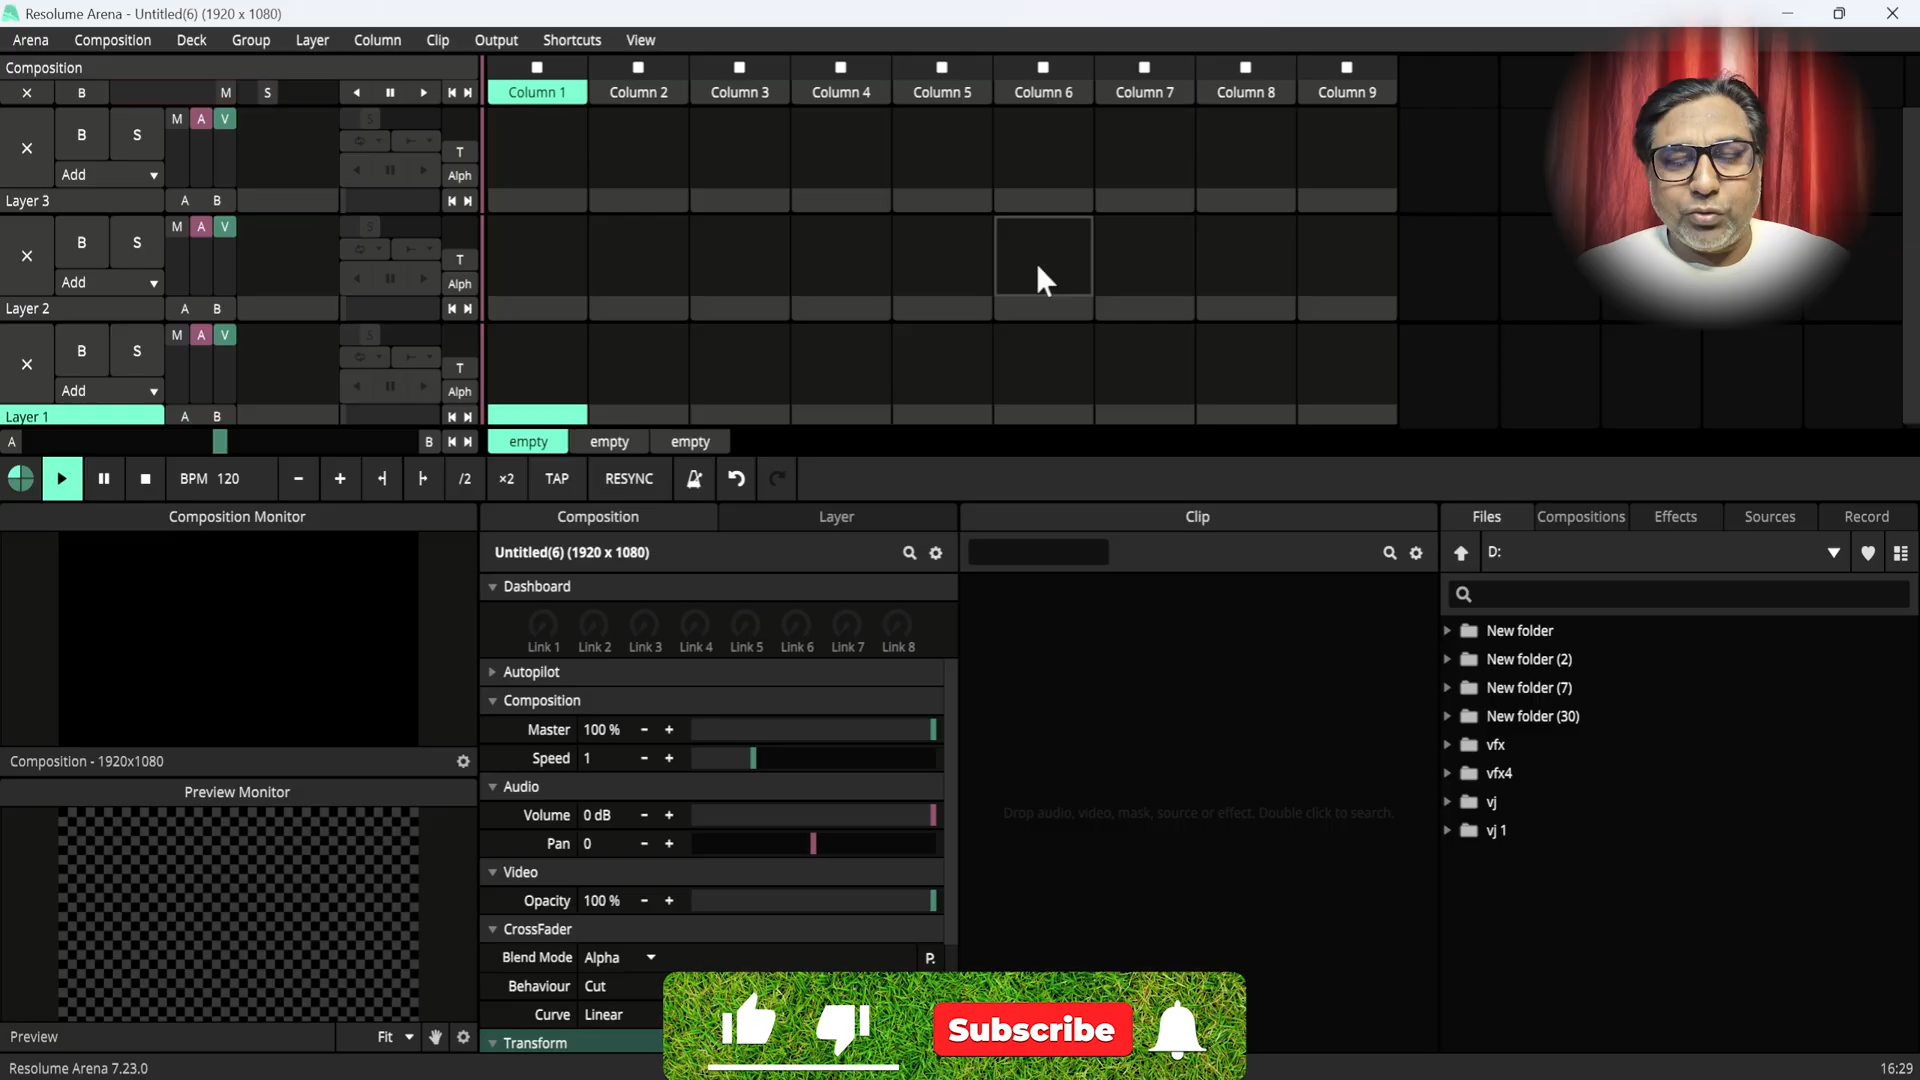 Resolume Arena - Untitled(6) (1920 x 1080)
Arena Composition Deck Group Layer Column Clip Output Shortcuts View
Composition
× B M S Column 1 Column 2 Column 3 Column 4 Column 5 Column 6 Column 7 Column 8 Column 9
M A V S
× B S
T
Add Alph
Layer 3 A B
M A V S
× B S
T
Add Alph
Layer 2 A B
M A V S
× B S
T
Add Alph
Layer 1 A B
A B empty empty empty
BPM 120 - + /2 ×2 TAP RESYNC
Composition Monitor Composition Layer Clip Files Compositions Effects Sources Record
Untitled(6) (1920 x 1080) D:
Dashboard
Link 1 Link 2 Link 3 Link 4 Link 5 Link 6 Link 7 Link 8
New folder
New folder (2)
New folder (7)
New folder (30)
vfx
vfx4
vj
vj 1
Autopilot
Composition
Master 100 % - +
Speed 1 - +
Composition - 1920x1080
Preview Monitor
Audio
Volume 0 dB - +
Pan 0 - +
Drop audio, video, mask, source or effect. Double click to search.
Video
Opacity 100 % - +
CrossFader
Blend Mode Alpha P.
Behaviour Cut
Curve Linear
Transform
Subscribe
Preview Fit
Resolume Arena 7.23.0 16:29